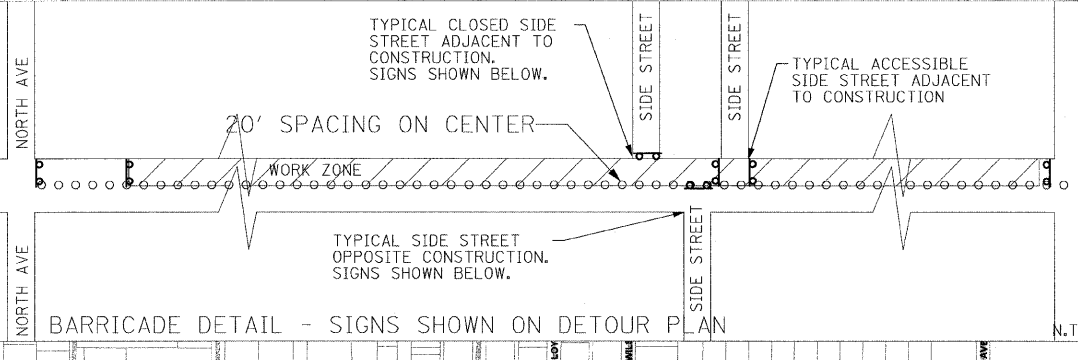 TYPICAL CLOSED SIDE
STREET ADJACENT TO
CONSTRUCTION.
SIGNS SHOWN BELOW.
SIDE STREET
SIDE STREET
TYPICAL ACCESSIBLE
SIDE STREET ADJACENT
TO CONSTRUCTION
NORTH AVE
20' SPACING ON CENTER
WORK ZONE
TYPICAL SIDE STREET
OPPOSITE CONSTRUCTION.
SIGNS SHOWN BELOW.
SIDE STREET
NORTH AVE
BARRICADE DETAIL - SIGNS SHOWN ON DETOUR PLAN
N.T
AVE